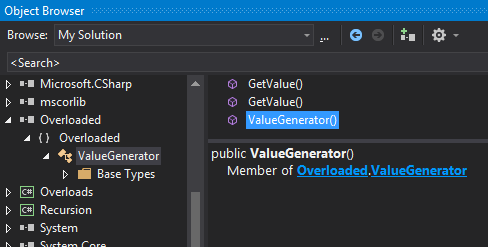 Object Browser
Browse: My Solution ...
<Search>
Microsoft.CSharp
mscorlib
Overloaded
{ } Overloaded
ValueGenerator
Base Types
C# Overloads
C# Recursion
System
System.Core
GetValue()
GetValue()
ValueGenerator()
public ValueGenerator()
Member of Overloaded.ValueGenerator